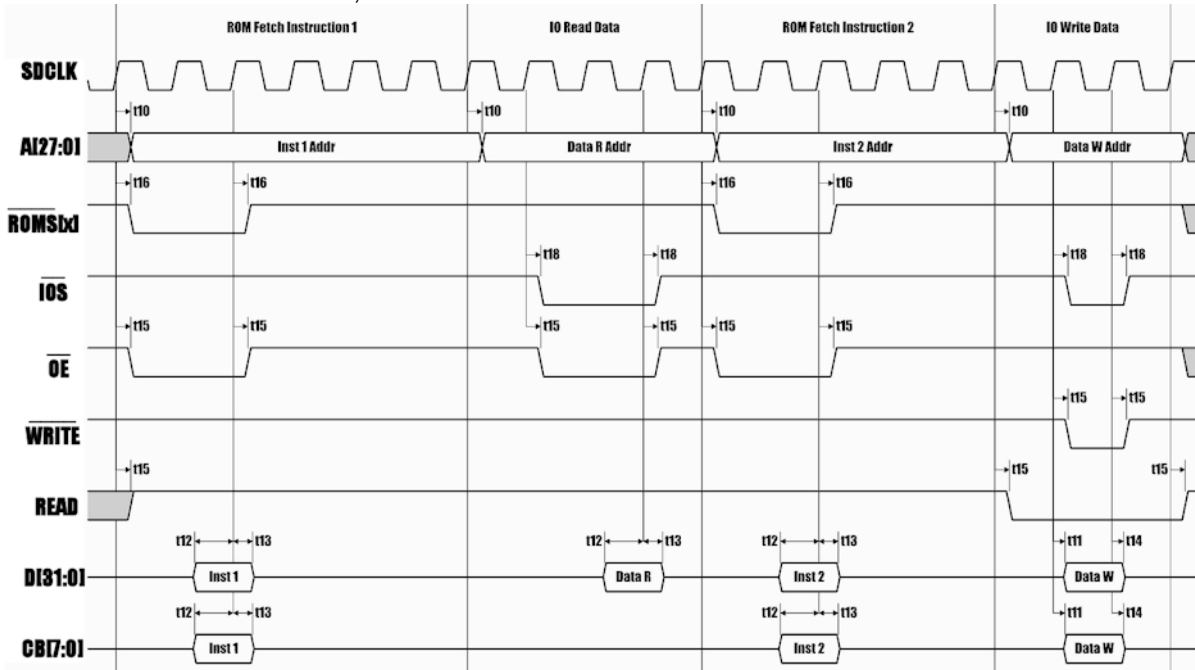 ROM Fetch Instruction 1 IO Read Data ROM Fetch Instruction 2 IO Write Data
SDCLK
t10 t10 t10 t10
A[27:0] Inst 1 Addr Data R Addr Inst 2 Addr Data W Addr
t16 t16 t16 t16
ROMS[x]
t18 t18 t18 t18
IOS
t15 t15 t15 t15 t15 t15
OE
t15 t15
WRITE
t15 t15 t15
READ
t12 t13 t12 t13 t12 t13 t11 t14
D[31:0] Inst 1 Data R Inst 2 Data W
t12 t13 t12 t13 t11 t14
CB[7:0] Inst 1 Inst 2 Data W